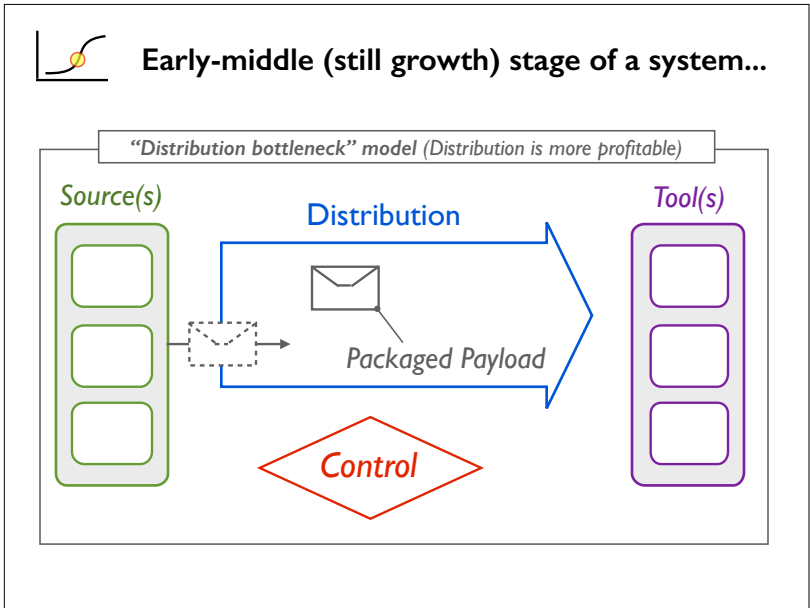 Early-middle (still growth) stage of a system...
“Distribution bottleneck” model (Distribution is more profitable)
Source(s)
Tool(s)
Distribution
Packaged Payload
Control